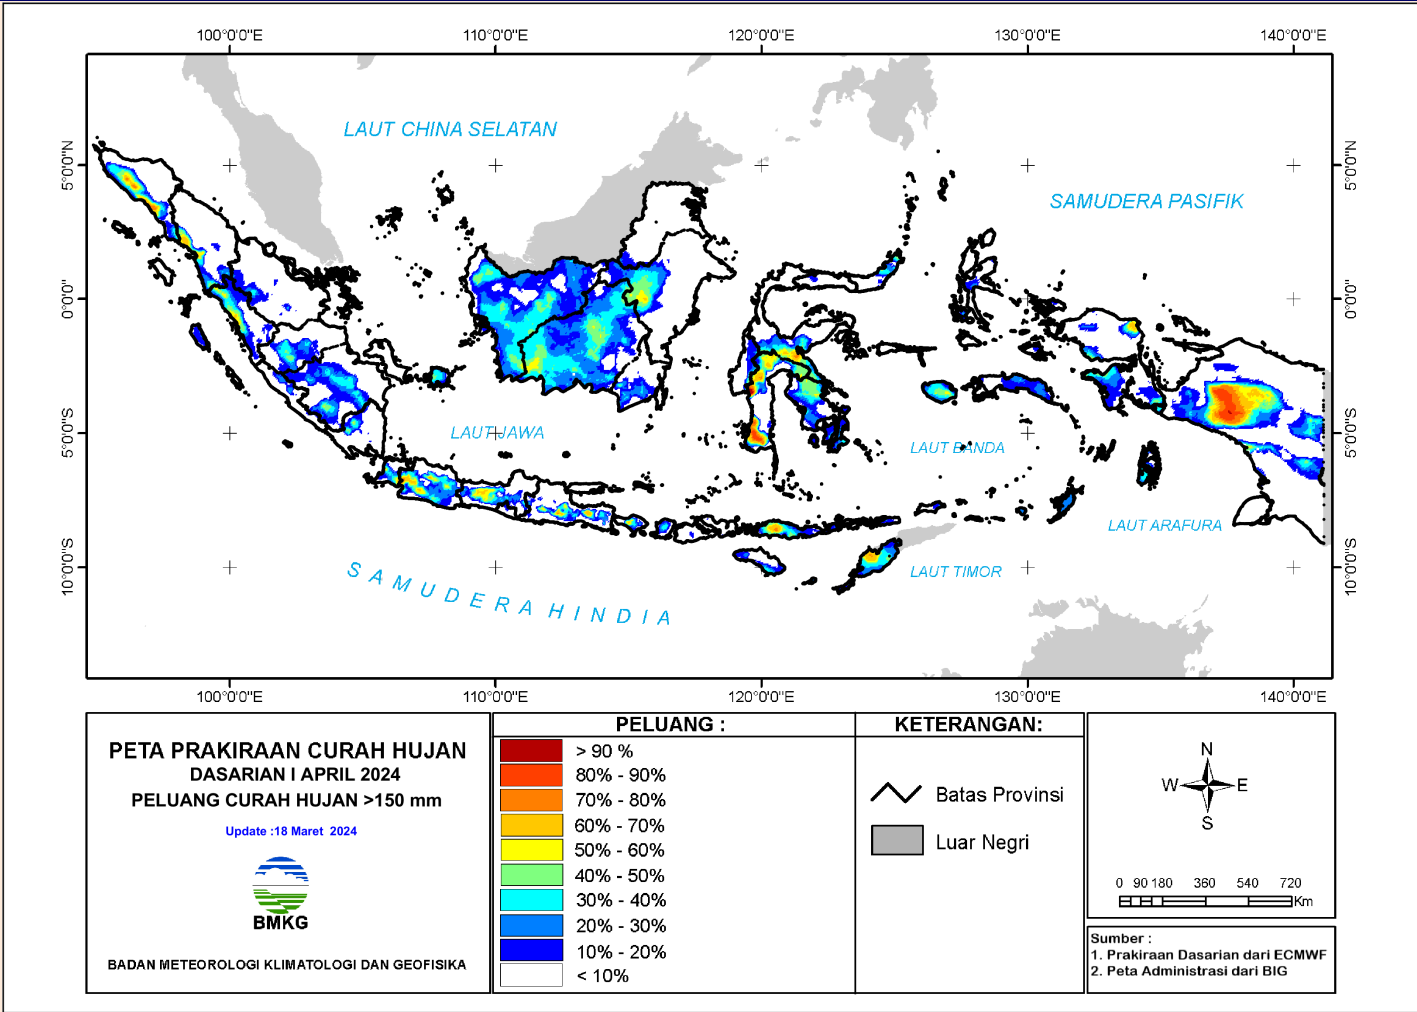 100°0'0"E 110°0'0"E 120°0'0"E 130°0'0"E 140°0'0"E
LAUT CHINA SELATAN
5°0'0"N 5°0'0"N
SAMUDERA PASIFIK
0°0'0" 0°0'0"
LAUT JAWA
5°0'0"S 5°0'0"S
LAUT BANDA
LAUT ARAFURA
10°0'0"S 10°0'0"S
LAUT TIMOR
SAMUDERA HINDIA
100°0'0"E 110°0'0"E 120°0'0"E 130°0'0"E 140°0'0"E
PETA PRAKIRAAN CURAH HUJAN
DASARIAN I APRIL 2024
PELUANG CURAH HUJAN >150 mm
Update :18 Maret 2024
BMKG
BADAN METEOROLOGI KLIMATOLOGI DAN GEOFISIKA
PELUANG :
> 90 %
80% - 90%
70% - 80%
60% - 70%
50% - 60%
40% - 50%
30% - 40%
20% - 30%
10% - 20%
< 10%
KETERANGAN:
Batas Provinsi
Luar Negri
N
W E
S
0 90 180 360 540 720
Km
Sumber :
1. Prakiraan Dasarian dari ECMWF
2. Peta Administrasi dari BIG